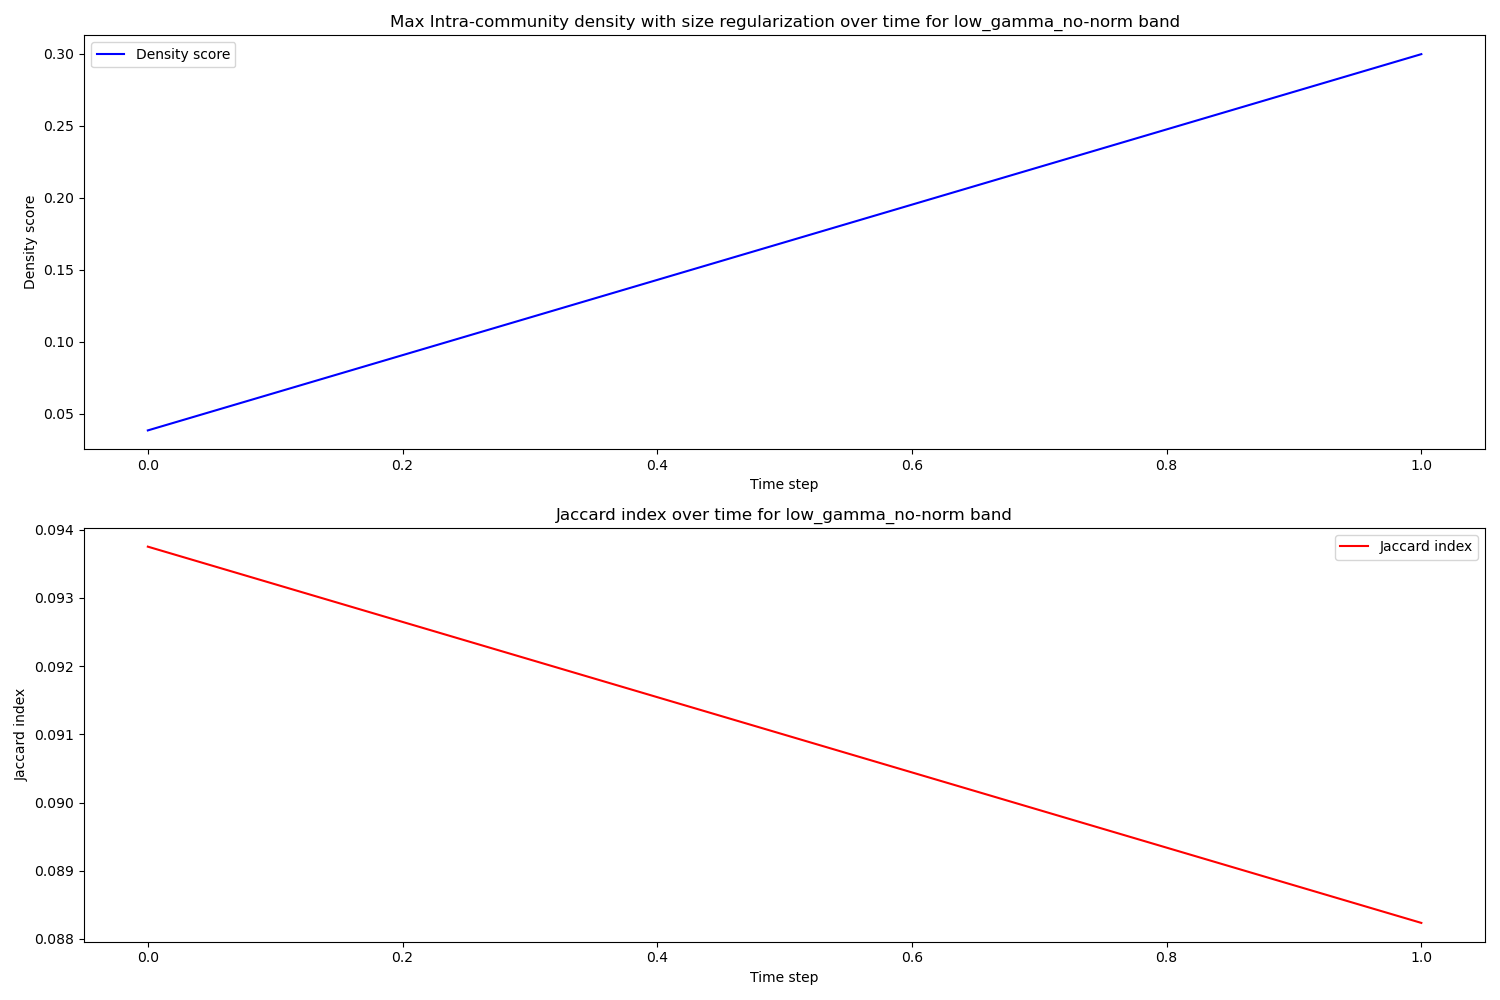 Max Intra-community density with size regularization over time for low_gamma_no-norm band
Density score
0.30
0.25
0.20
0.15
0.10
0.05
Density score
0.0 0.2 0.4 0.6 0.8 1.0
Time step
Jaccard index over time for low_gamma_no-norm band
Jaccard index
0.094
0.093
0.092
0.091
0.090
0.089
0.088
Jaccard index
0.0 0.2 0.4 0.6 0.8 1.0
Time step